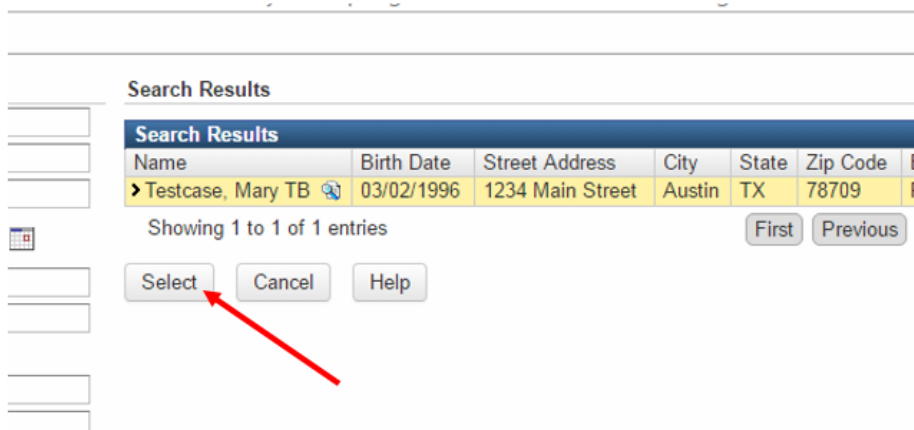 Search Results
Search Results
Name Birth Date Street Address City State Zip Code
Testcase, Mary TB 03/02/1996 1234 Main Street Austin TX 78709
Showing 1 to 1 of 1 entries First Previous
Select Cancel Help